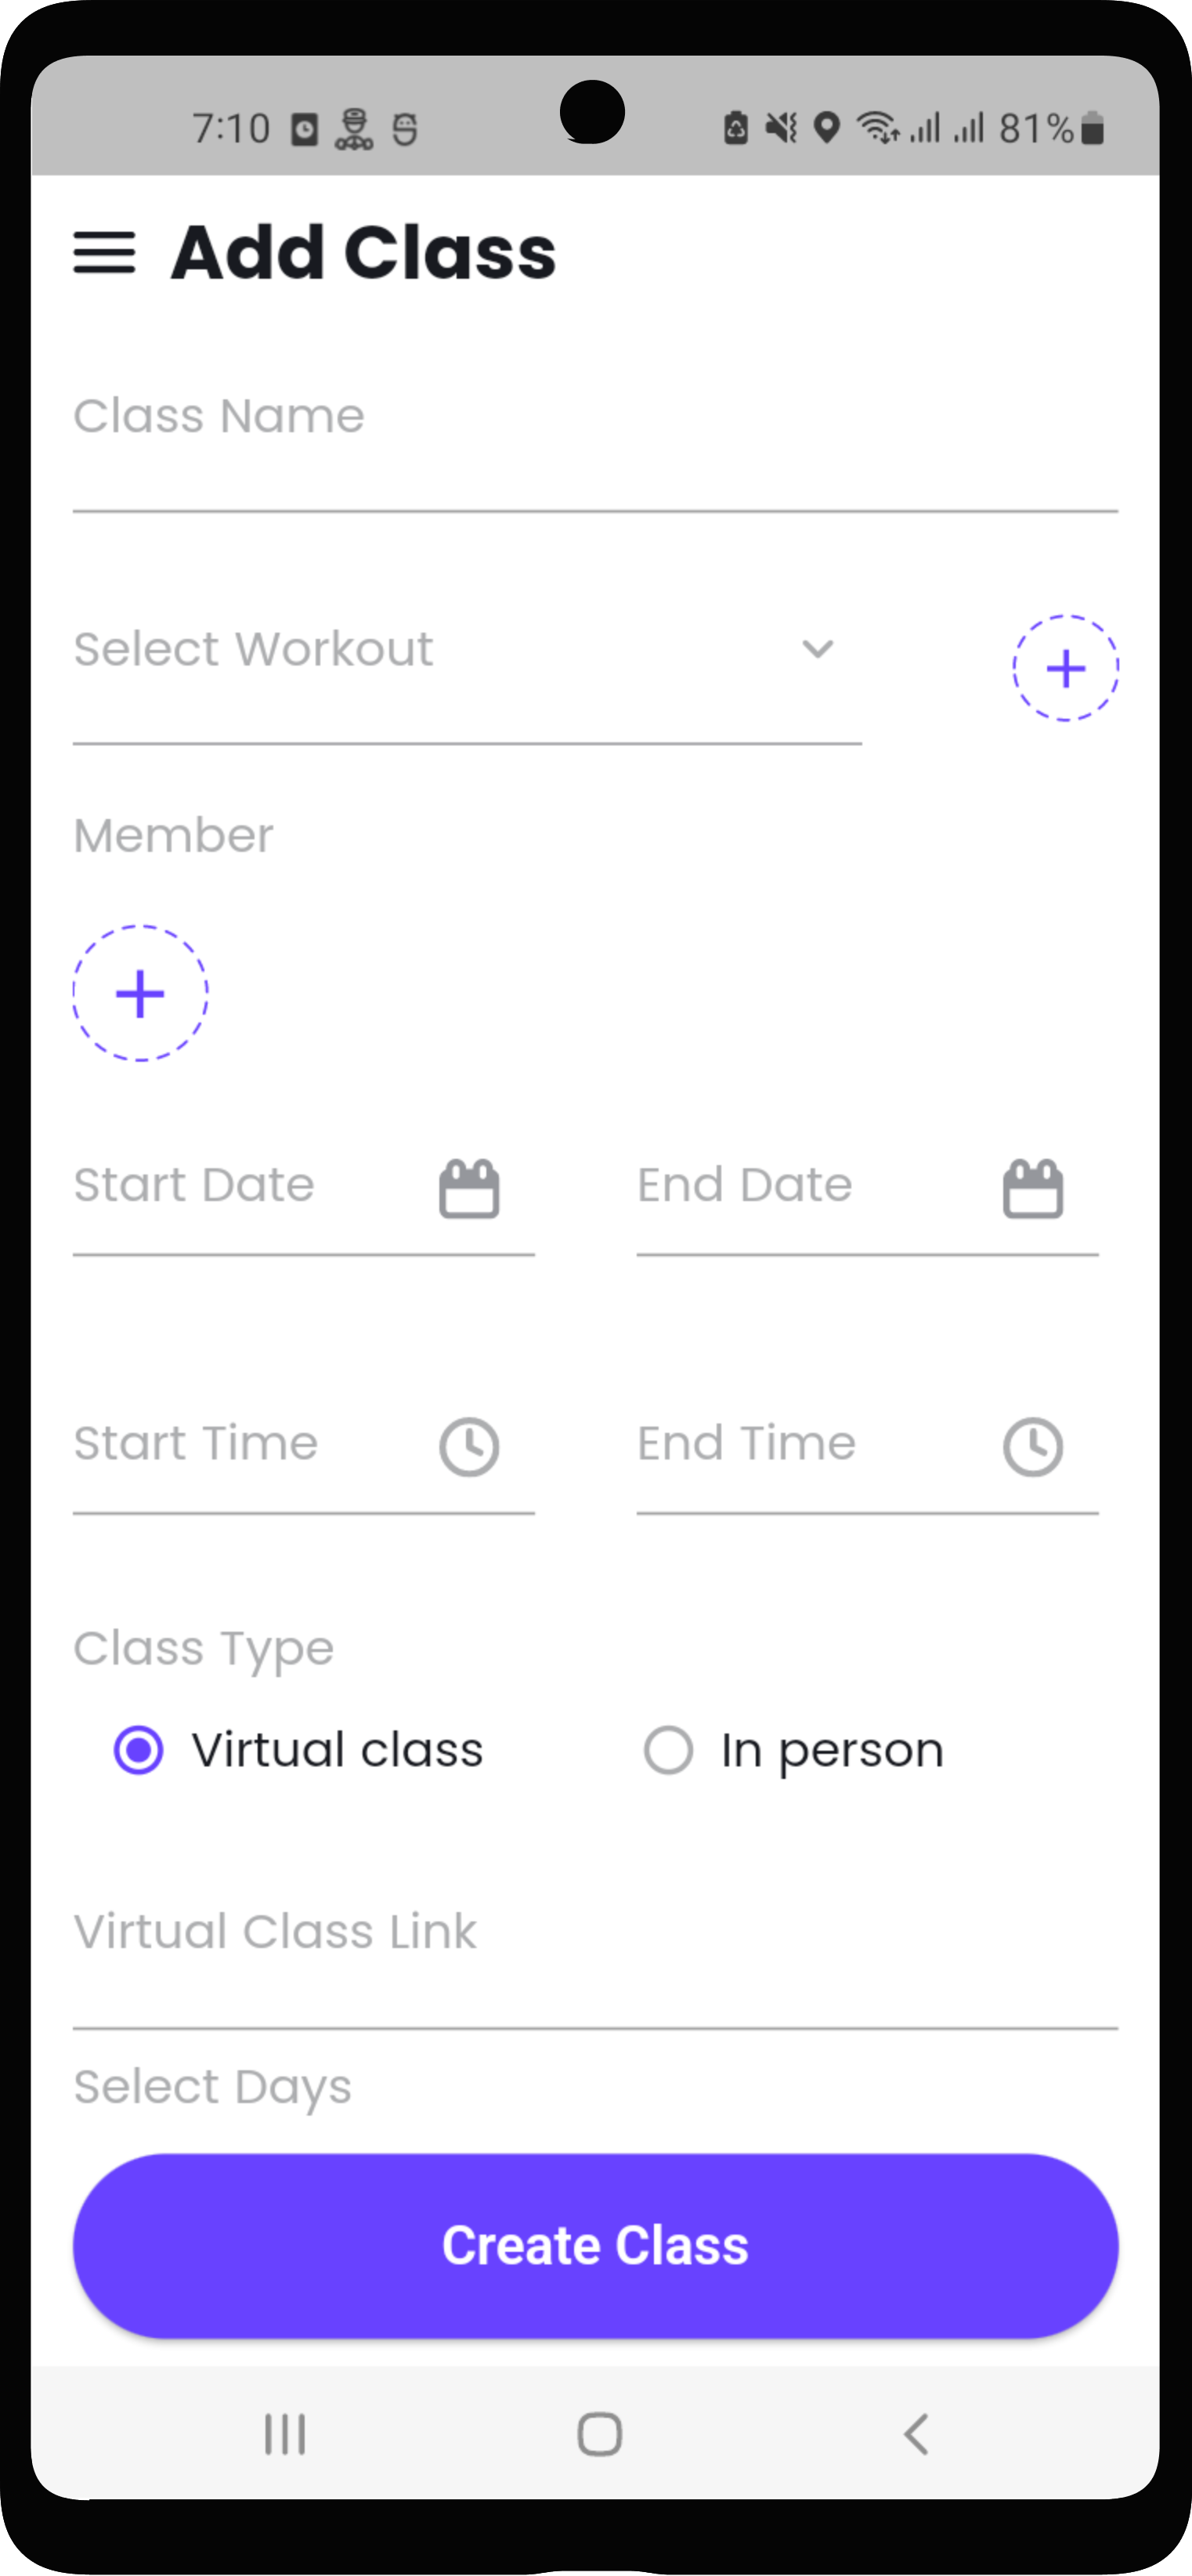 7:10 81%
Add Class
Class Name
Select Workout
Member
Start Date End Date
Start Time End Time
Class Type
Virtual class In person
Virtual Class Link
Select Days
Create Class